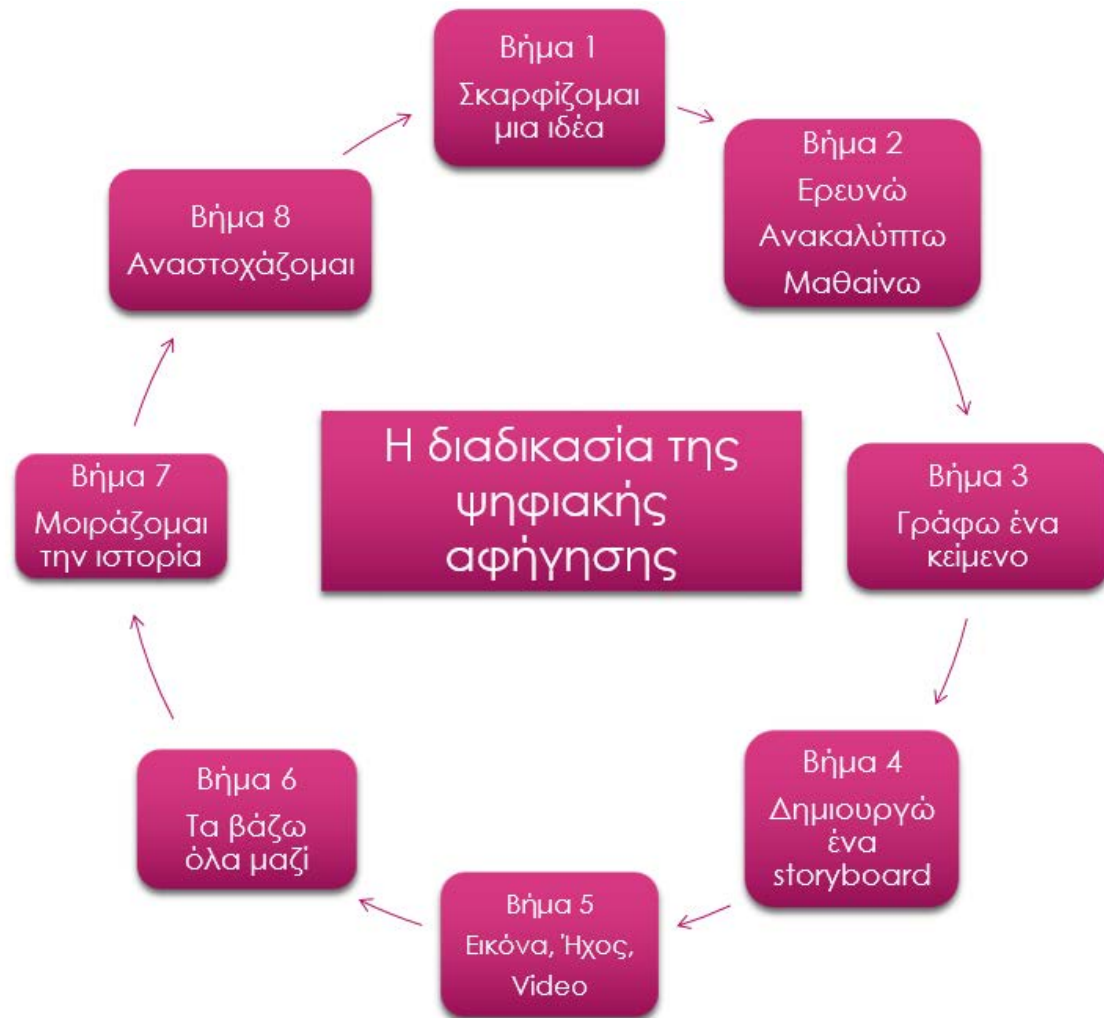 Βήμα 1
Σκαρφίζομαι
μια ιδέα
Βήμα 2
Ερευνώ
Ανακαλύπτω
Μαθαίνω
Βήμα 3
Γράφω ένα
κείμενο
Βήμα 4
Δημιουργώ
ένα
storyboard
Βήμα 5
Εικόνα, Ήχος,
Video
Βήμα 6
Τα βάζω
όλα μαζί
Βήμα 7
Μοιράζομαι
την ιστορία
Βήμα 8
Αναστοχάζομαι
Η διαδικασία της
ψηφιακής
αφήγησης